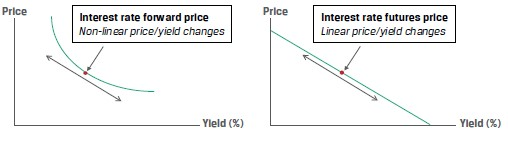 Price
Interest rate forward price
Non-linear price/yield changes
Yield (%)
Price
Interest rate futures price
Linear price/yield changes
Yield (%)